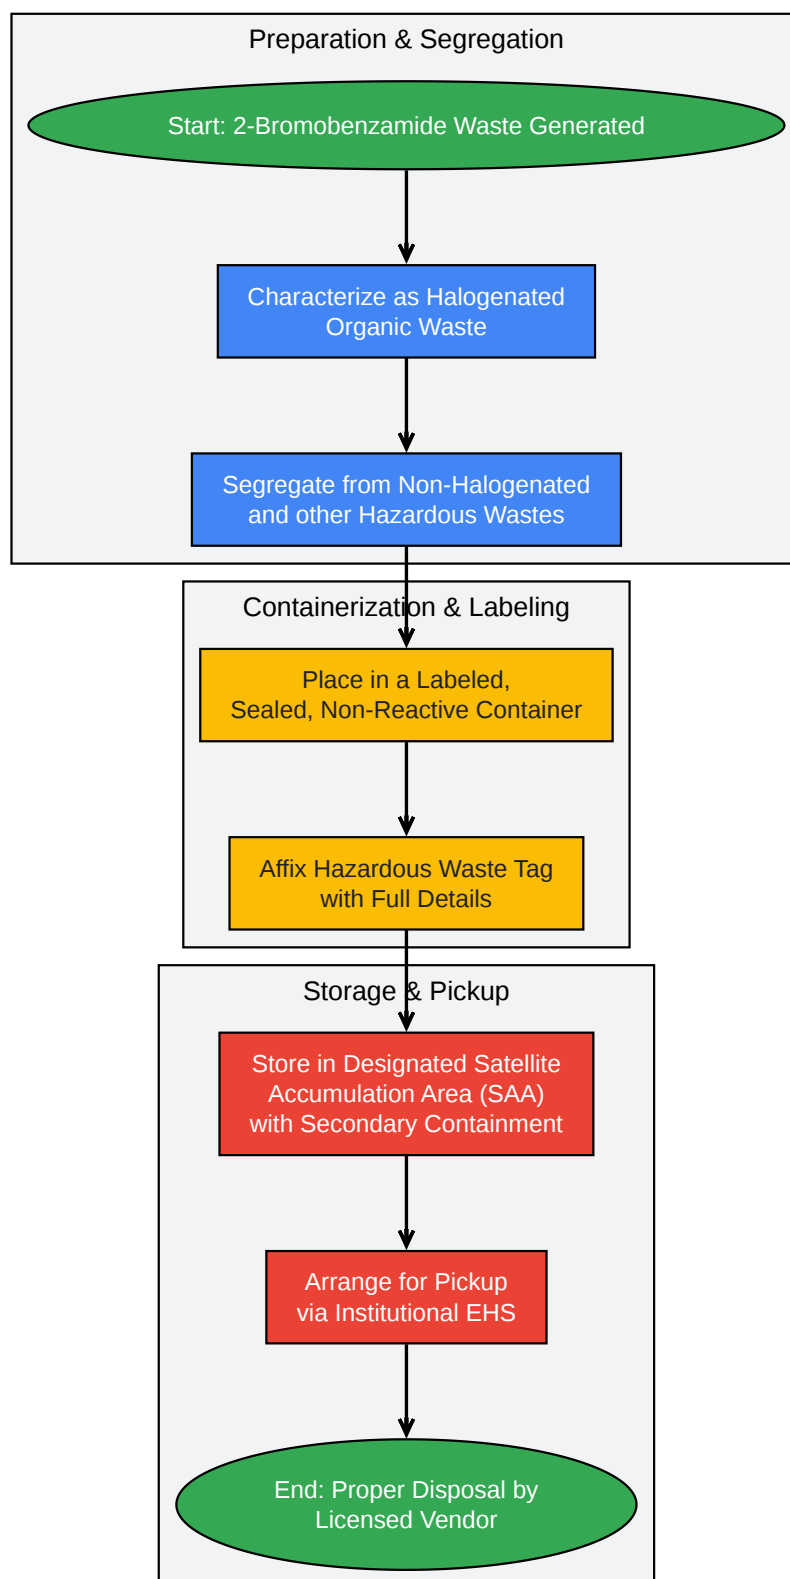 Preparation & Segregation
Start: 2-Bromobenzamide Waste Generated
Characterize as Halogenated
Organic Waste
Segregate from Non-Halogenated
and other Hazardous Wastes
Containerization & Labeling
Place in a Labeled,
Sealed, Non-Reactive Container
Affix Hazardous Waste Tag
with Full Details
Storage & Pickup
Store in Designated Satellite
Accumulation Area (SAA)
with Secondary Containment
Arrange for Pickup
via Institutional EHS
End: Proper Disposal by
Licensed Vendor